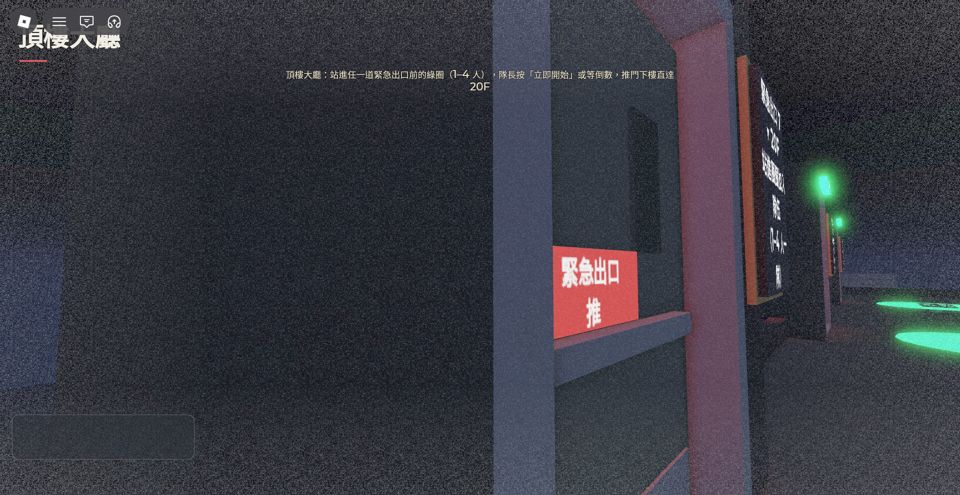 頂樓大廳
頂樓大廳：站進任一道緊急出口前的綠圈（1–4 人），隊長按「立即開始」或等倒數，推門下樓直達
20F
緊急出口
推